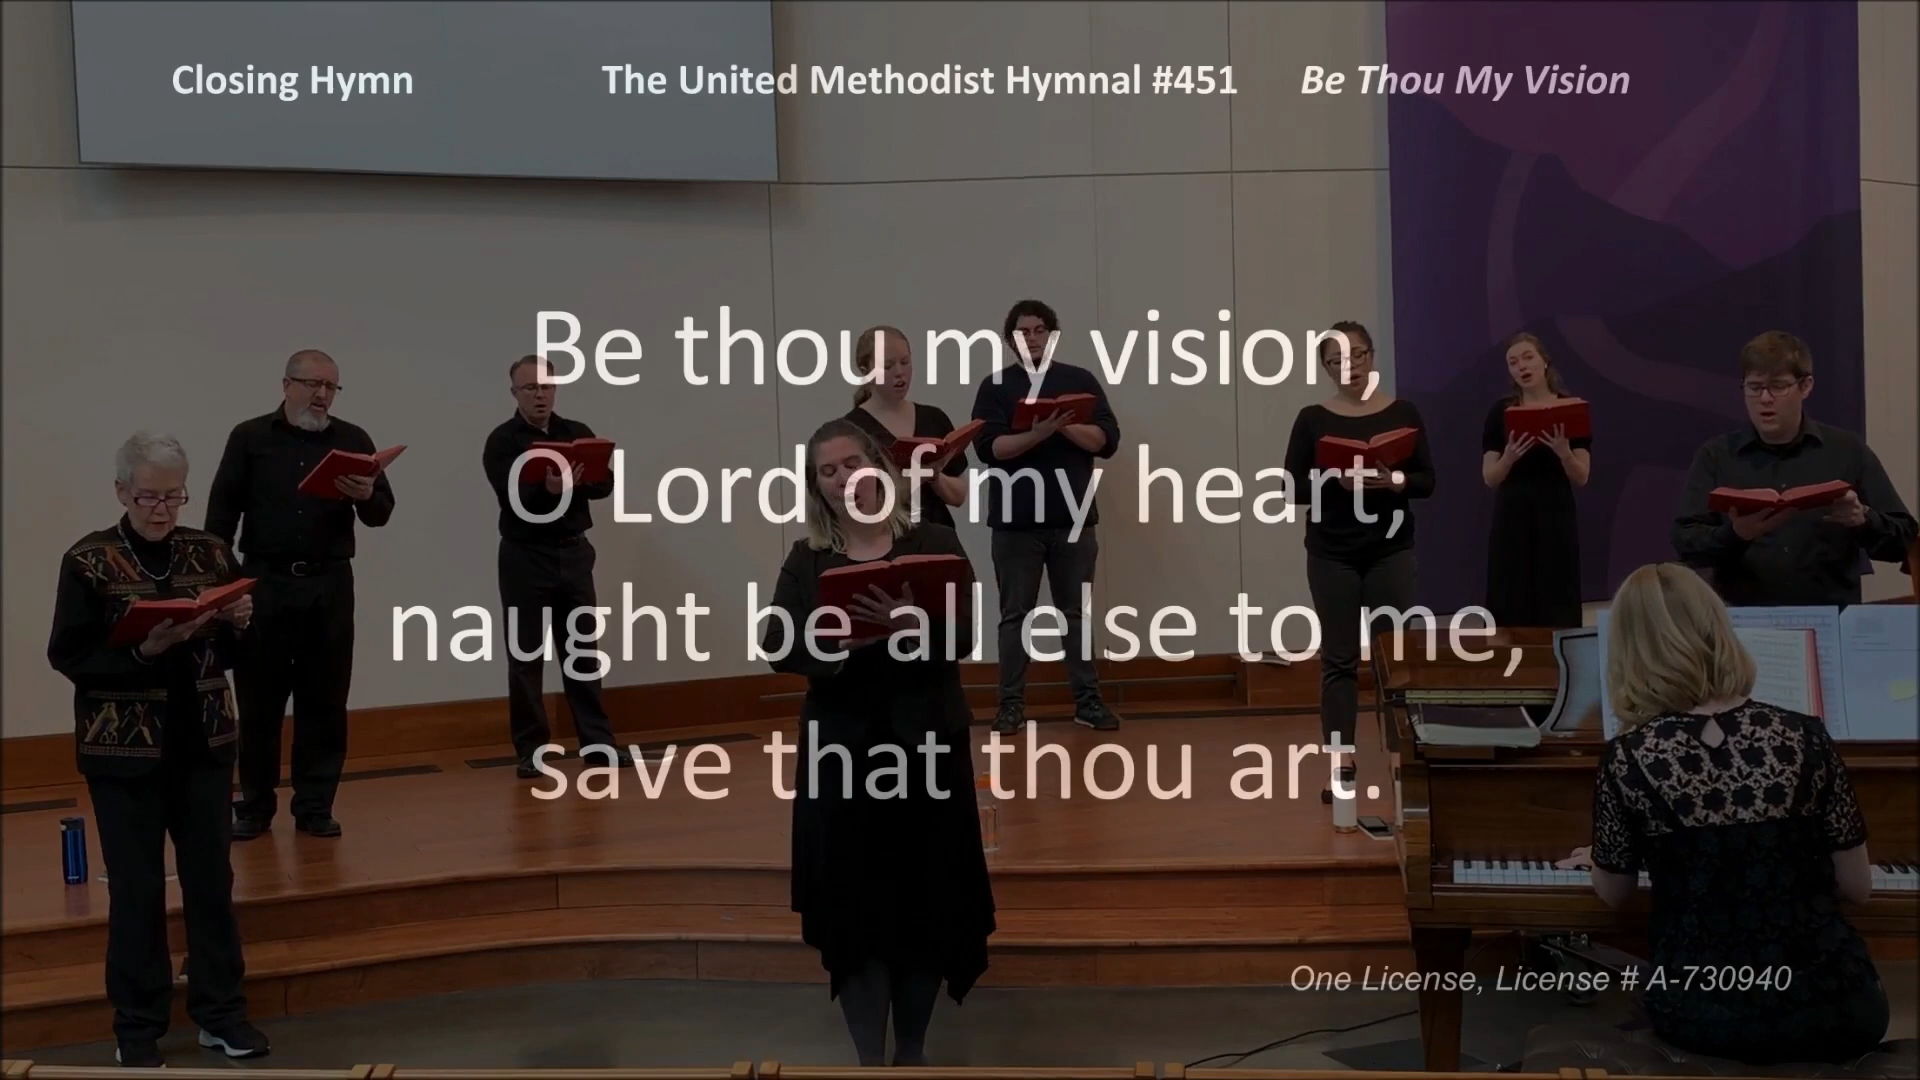 Closing Hymn The United Methodist Hymnal #451 Be Thou My Vision
Be thou my vision,
O Lord of my heart;
naught be all else to me,
save that thou art.
One License, License # A-730940